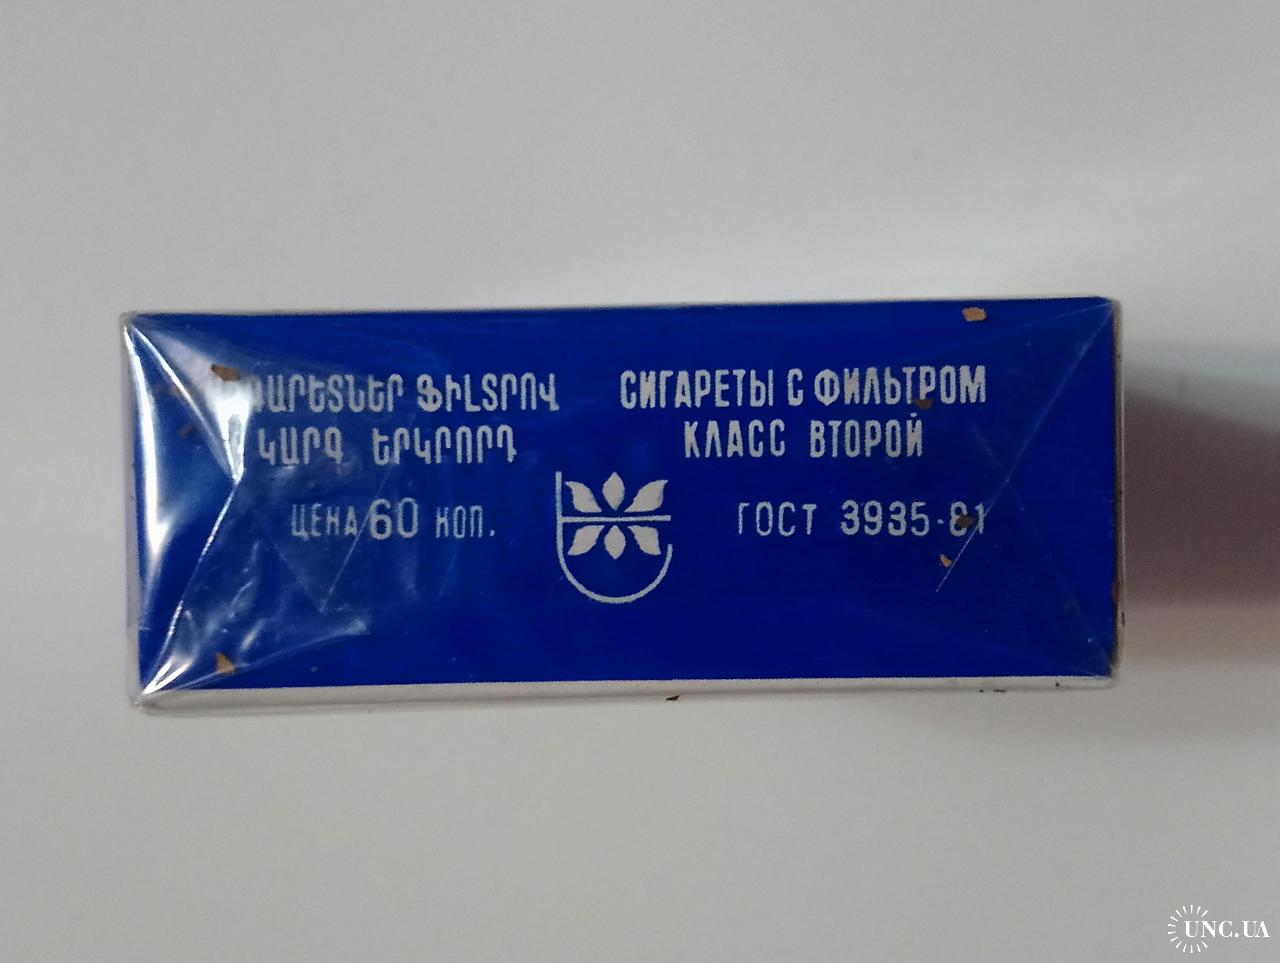 ՖԻԼՏՐՈՎ
ԿԱՐԳ ԵՐԿՐՈՐԴ
ЦЕНА 60 КОП.
СИГАРЕТЫ С ФИЛЬТРОМ
КЛАСС ВТОРОЙ
ГОСТ 3935-81
UNC.UA